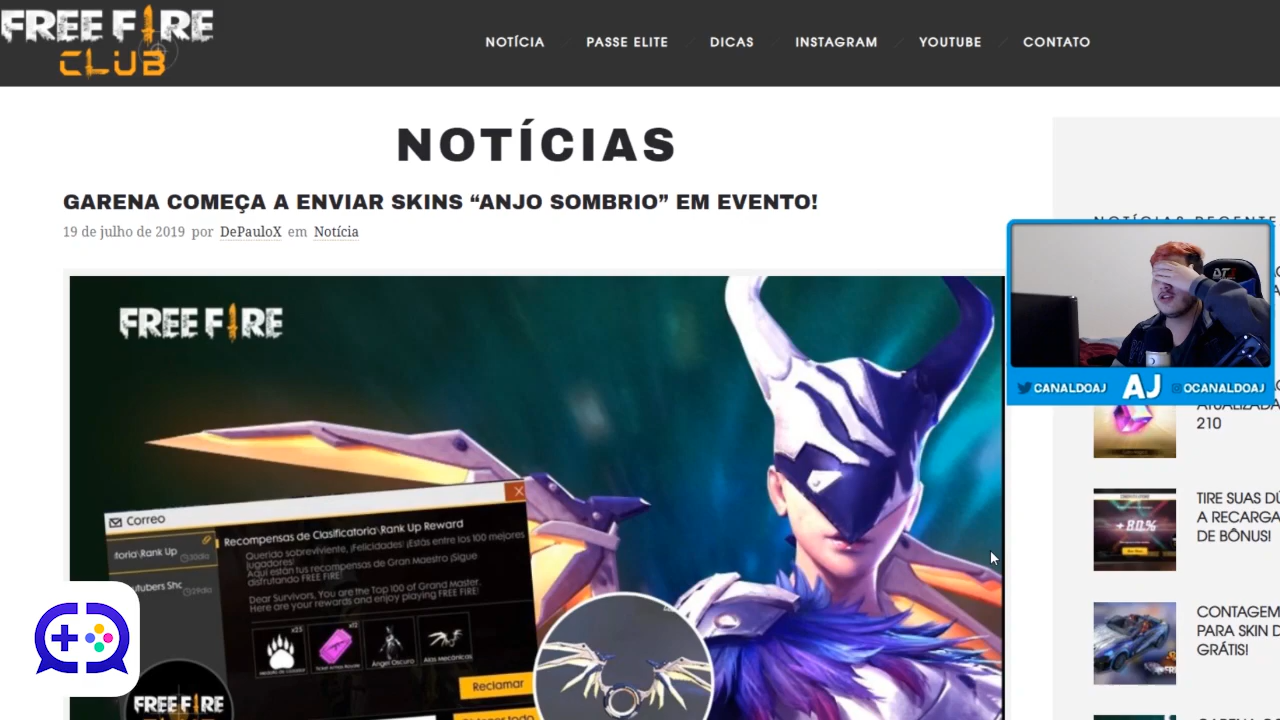 FREE FIRE
CLUB
NOTÍCIA
PASSE ELITE
DICAS
INSTAGRAM
YOUTUBE
CONTATO
NOTÍCIAS
GARENA COMEÇA A ENVIAR SKINS “ANJO SOMBRIO” EM EVENTO!
19 de julho de 2019 por DePauloX em Notícia
FREE FIRE
Correo
Rank Up
Recompensas de Clasificatoria\Rank Up Reward
Querido sobreviviente, ¡Felicidades! ¡Estás entre los 100 mejores
jugadores!
Aquí están tus recompensas de Gran Maestro ¡Sigue
disfrutando FREE FIRE!
Dear Survivors, You are the Top 100 of Grand Master.
Here are your rewards and enjoy playing FREE FIRE!
x25
x12
Angel Oscuro
Alas Mecánicas
Reclamar
FREE FIRE
CANALDOAJ
AJ
OCANALDOAJ
210
TIRE SUAS
A RECARGA
DE BÔNUS!
+80%
PARA SKIN
GRÁTIS!